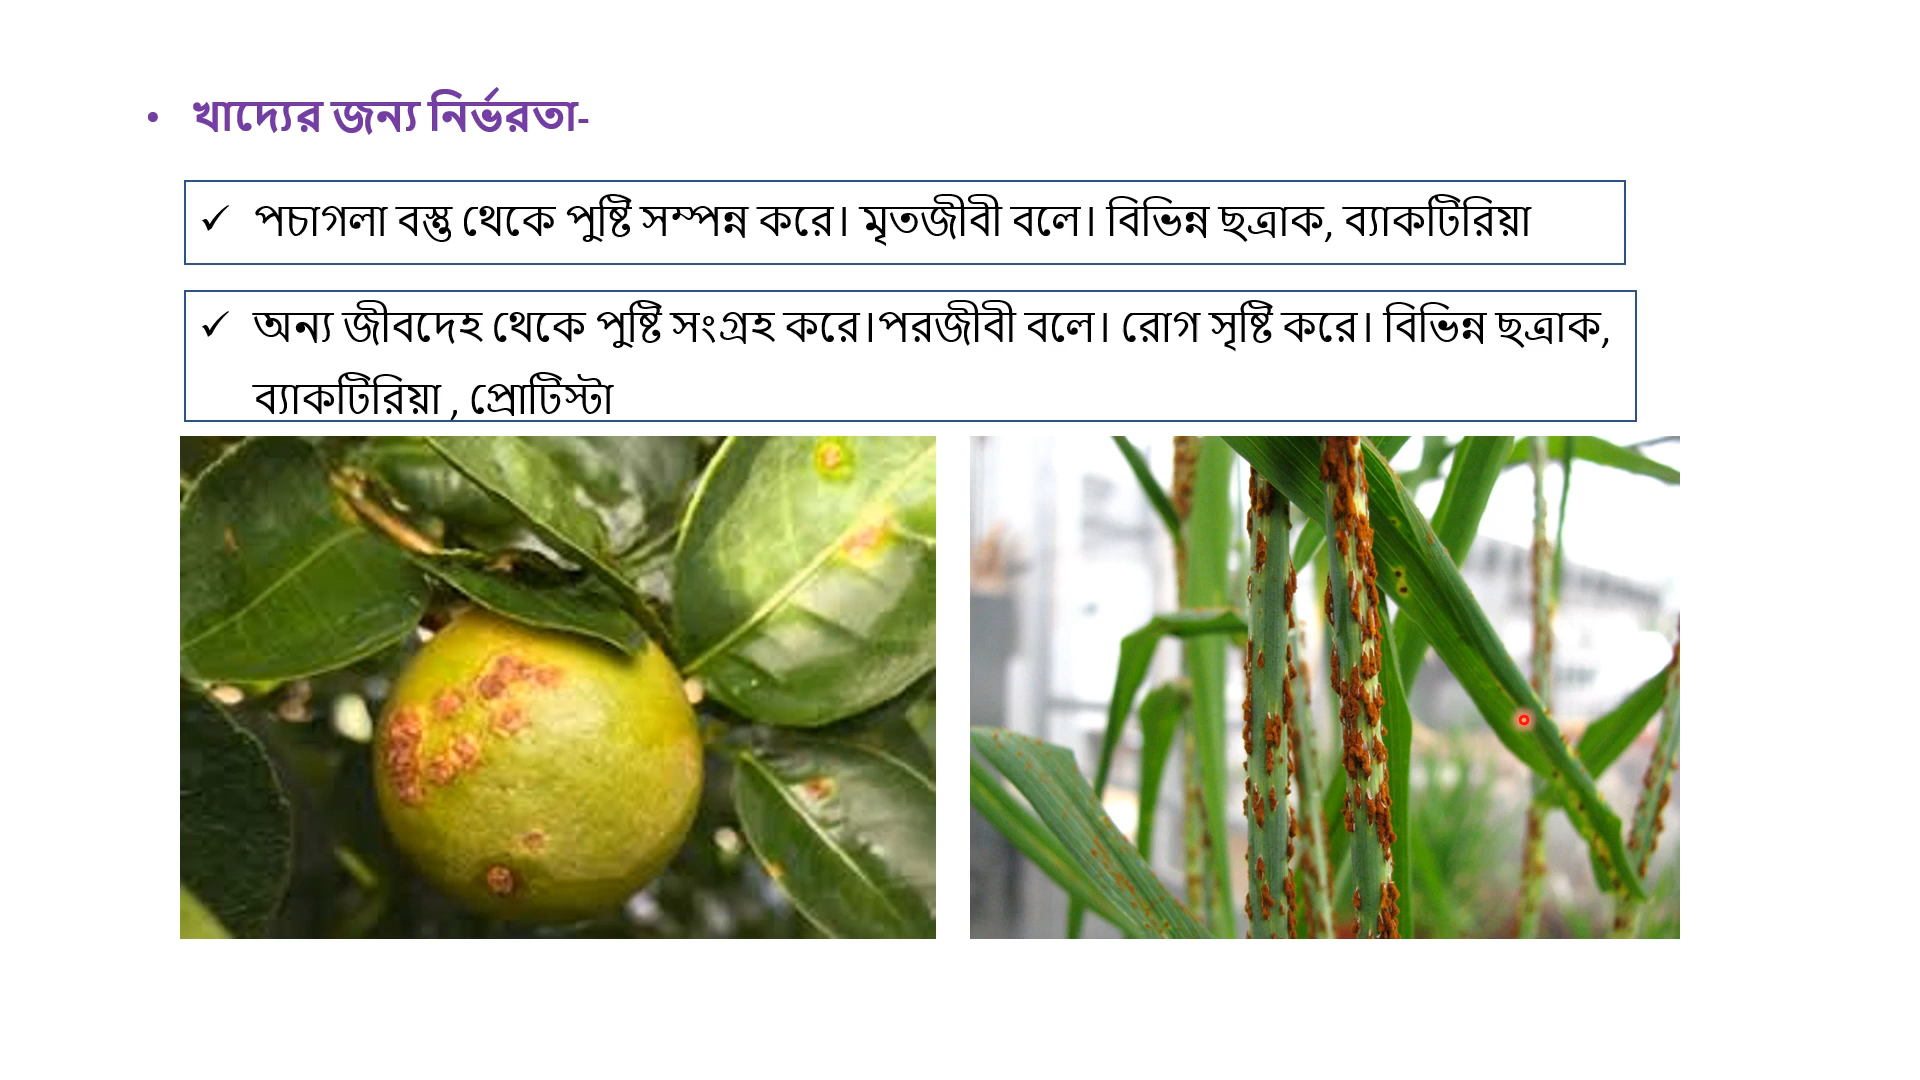 • খাদ্যের জন্য নির্ভরতা-
✓ পচাগলা বস্তু থেকে পুষ্টি সম্পন্ন করে। মৃতজীবী বলে। বিভিন্ন ছত্রাক, ব্যাকটিরিয়া
✓ অন্য জীবদেহ থেকে পুষ্টি সংগ্রহ করে।পরজীবী বলে। রোগ সৃষ্টি করে। বিভিন্ন ছত্রাক,
ব্যাকটিরিয়া , প্রোটিস্টা